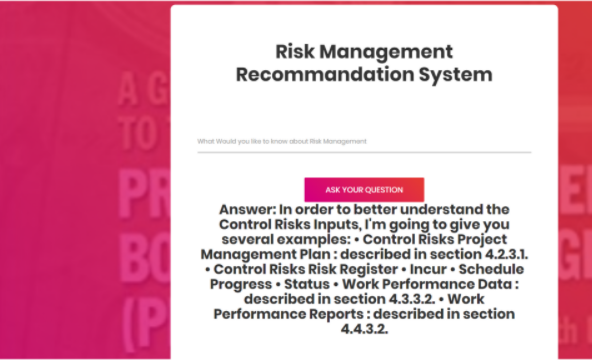 Risk Management
Recommandation System
A G
TO
What Would you like to know about Risk Management
PR
ASK YOUR QUESTION
Answer: In order to better understand the
Control Risks Inputs, I'm going to give you
several examples: • Control Risks Project
Management Plan : described in section 4.2.3.1.
• Control Risks Risk Register • Incur • Schedule
Progress • Status • Work Performance Data :
described in section 4.3.3.2. • Work
Performance Reports : described in section
4.4.3.2.
BO
(P